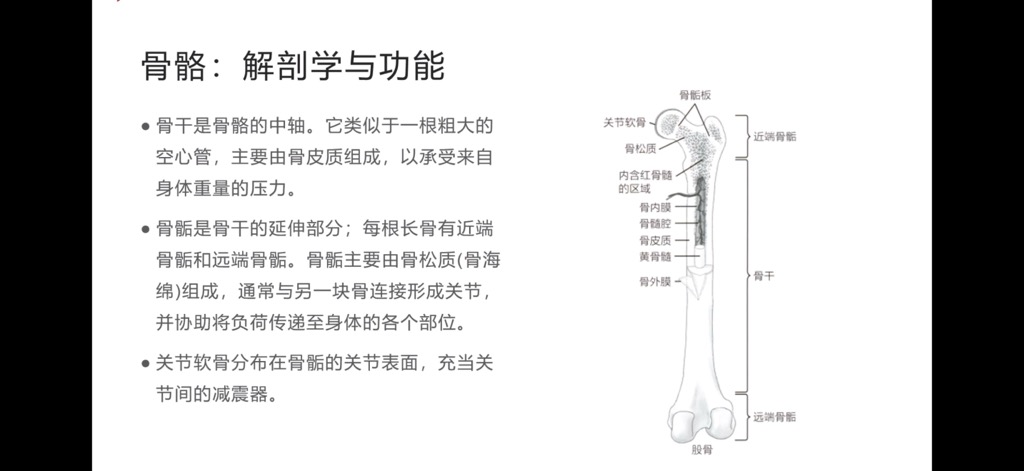 骨骼：解剖学与功能
● 骨干是骨骼的中轴。它类似于一根粗大的
空心管，主要由骨皮质组成，以承受来自
身体重量的压力。
● 骨骺是骨干的延伸部分；每根长骨有近端
骨骺和远端骨骺。骨骺主要由骨松质(骨海
绵)组成，通常与另一块骨连接形成关节，
并协助将负荷传递至身体的各个部位。
● 关节软骨分布在骨骺的关节表面，充当关
节间的减震器。
骨骺板
关节软骨
近端骨骺
骨松质
内含红骨髓
的区域
骨内膜
骨髓腔
骨皮质
黄骨髓
骨干
骨外膜
远端骨骺
股骨